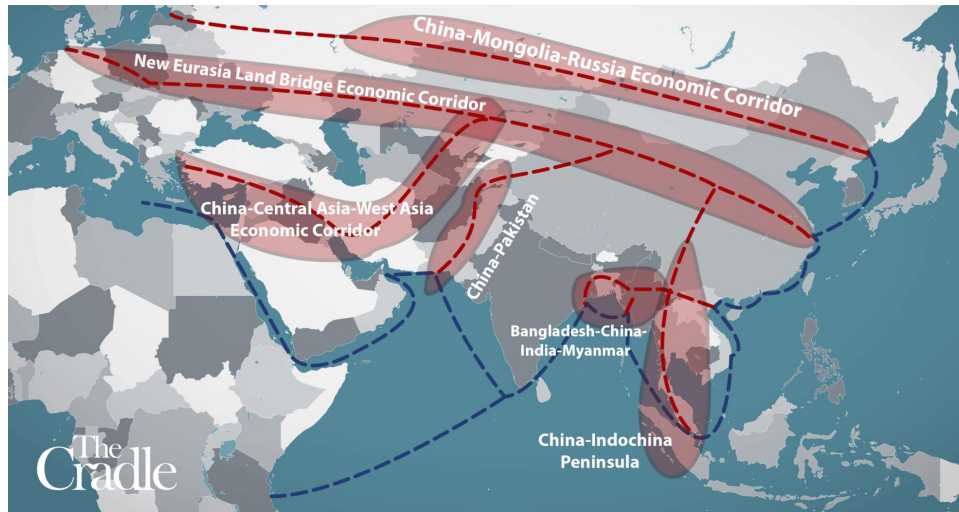 China-Mongolia-Russia Economic Corridor
New Eurasia Land Bridge Economic Corridor
China-Central Asia-West Asia
Economic Corridor
China-Pakistan
Bangladesh-China-
India-Myanmar
China-Indochina
Peninsula
The
Cradle